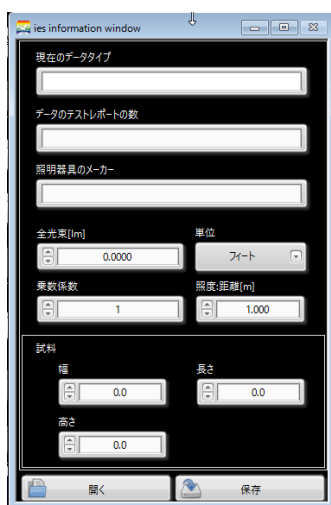 ies information window
現在のデータタイプ
データのテストレポートの数
照明器具のメーカー
全光束[lm] 単位
0.0000 フィート
乗数係数 照度:距離[m]
1 1.000
試料
幅 長さ
0.0 0.0
高さ
0.0
開く 保存